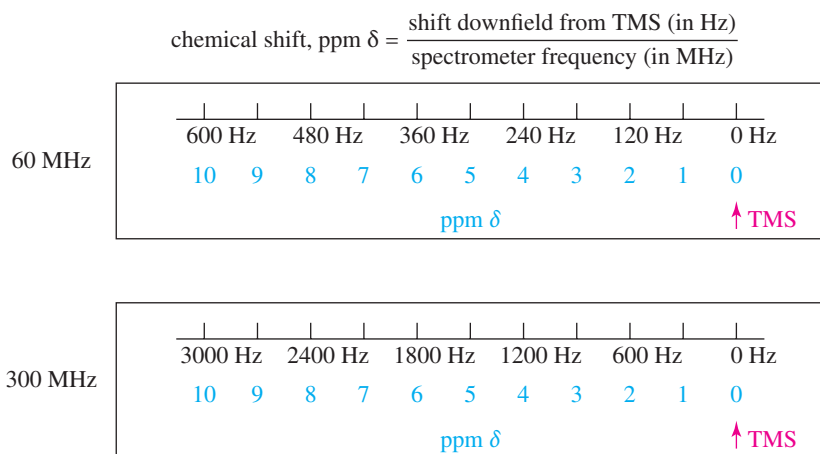 chemical shift, ppm δ = shift downfield from TMS (in Hz) / spectrometer frequency (in MHz)
60 MHz
600 Hz 480 Hz 360 Hz 240 Hz 120 Hz 0 Hz
10 9 8 7 6 5 4 3 2 1 0
ppm δ
TMS
300 MHz
3000 Hz 2400 Hz 1800 Hz 1200 Hz 600 Hz 0 Hz
10 9 8 7 6 5 4 3 2 1 0
ppm δ
TMS